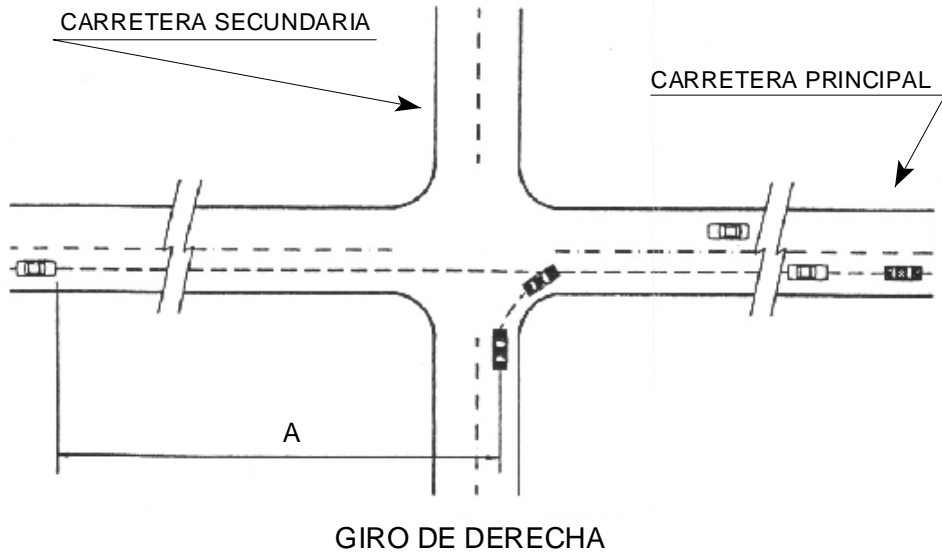 CARRETERA SECUNDARIA
CARRETERA PRINCIPAL
A
GIRO DE DERECHA